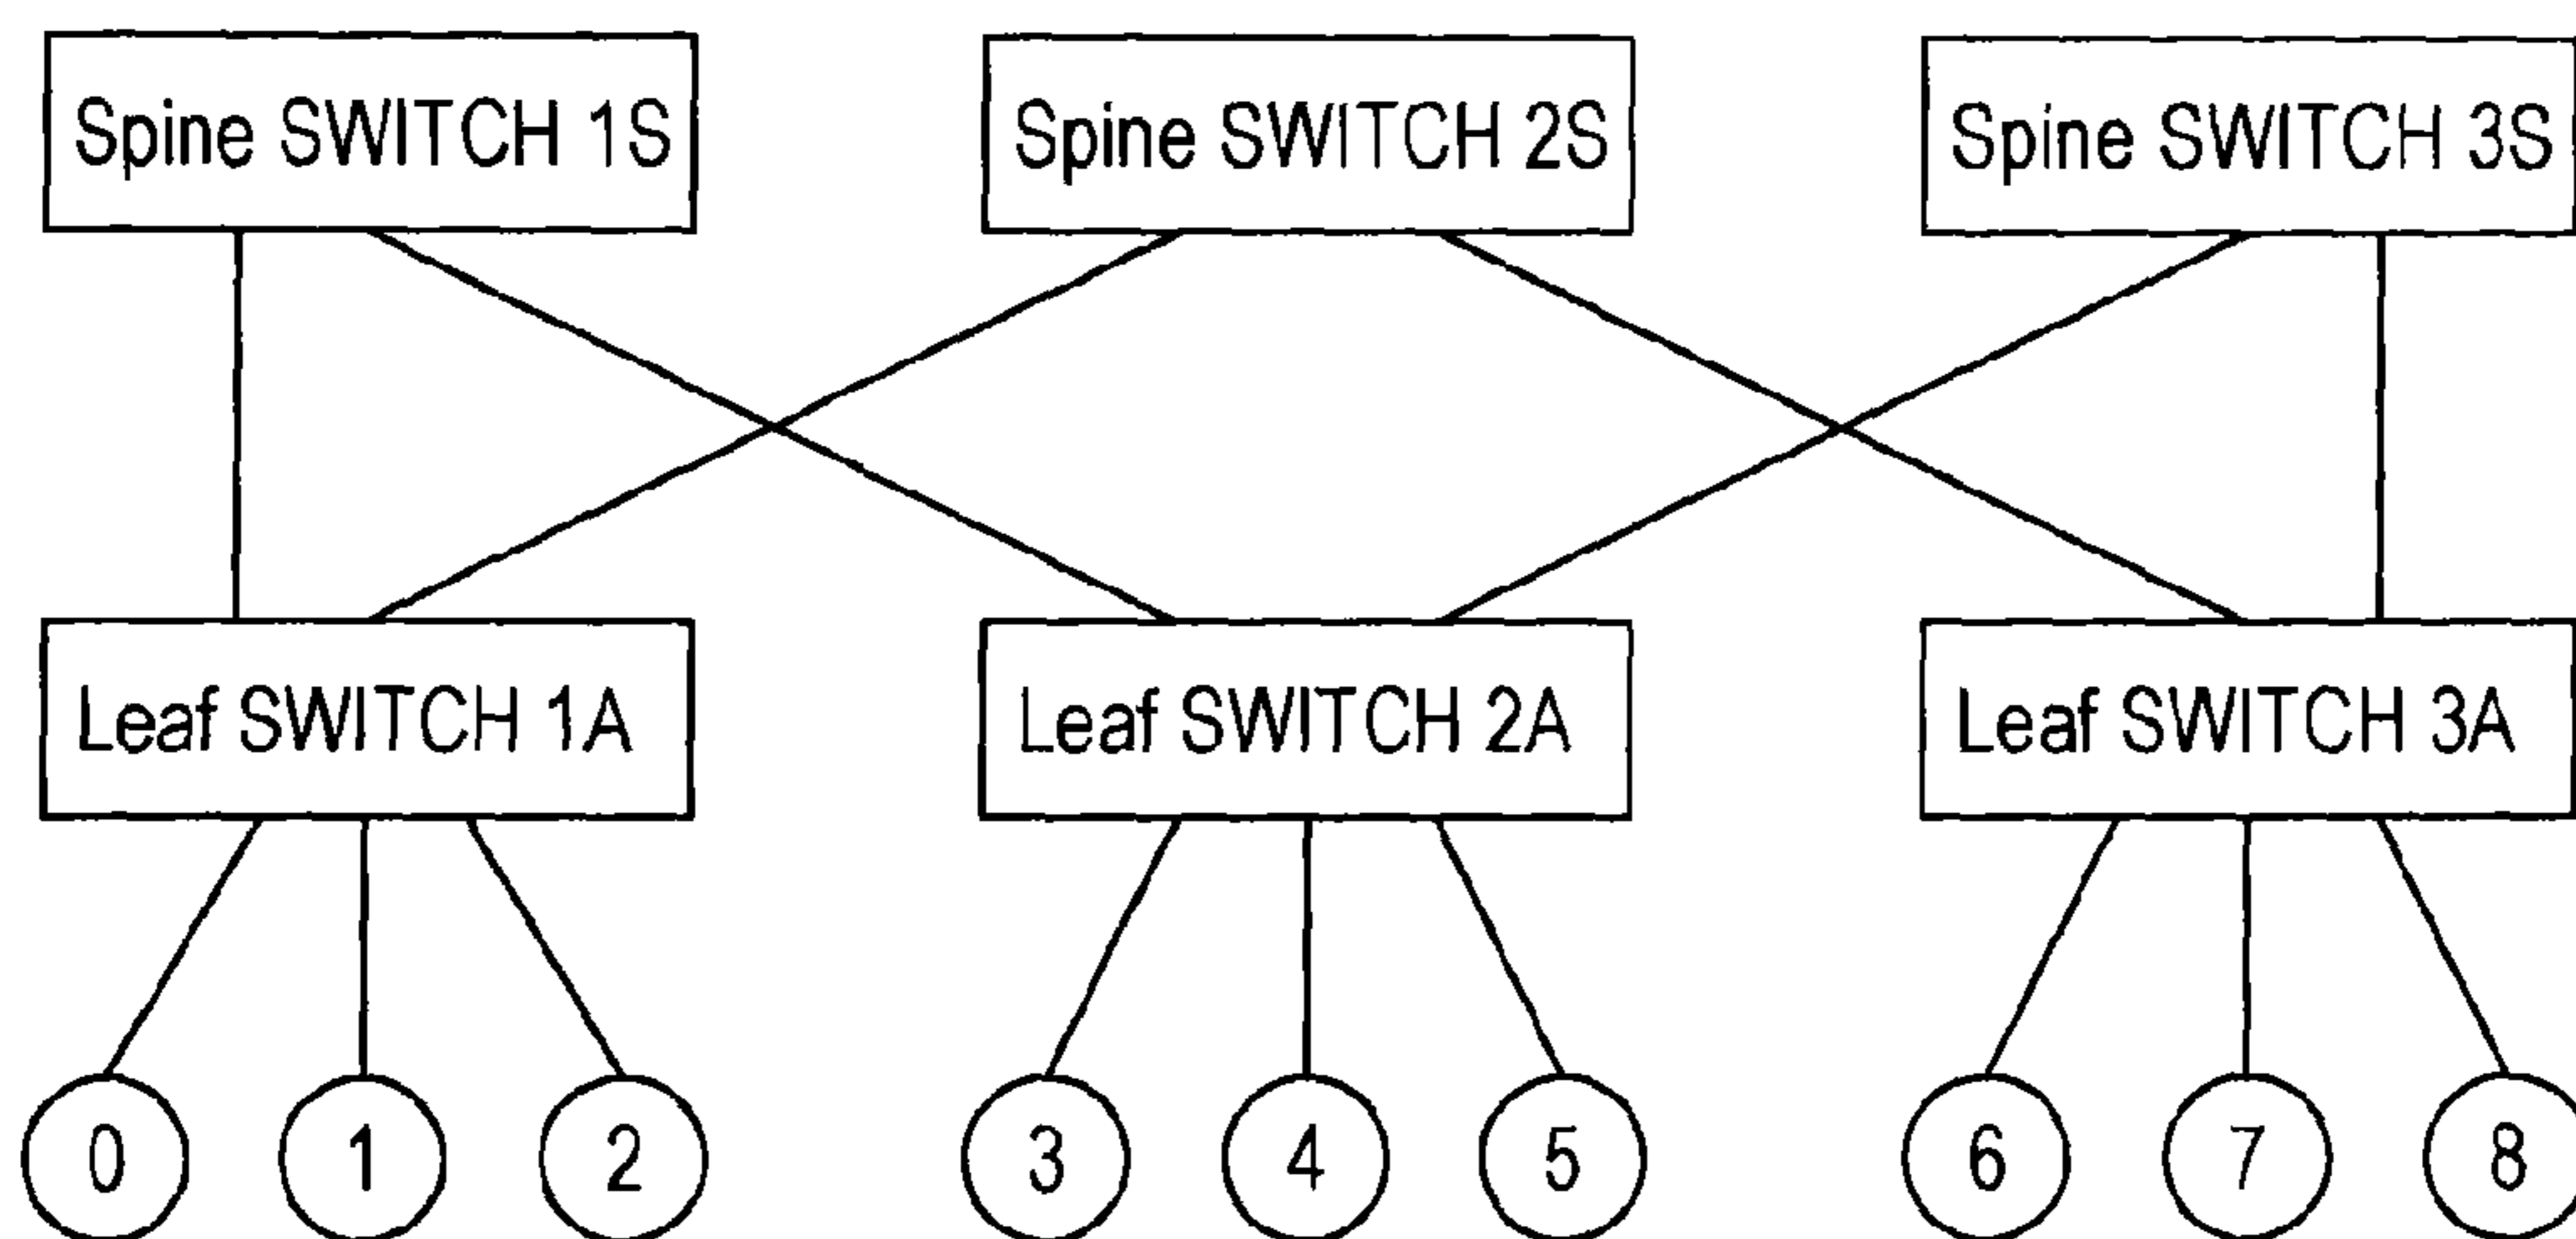 Spine SWITCH 1S
Spine SWITCH 2S
Spine SWITCH 3S
Leaf SWITCH 1A
Leaf SWITCH 2A
Leaf SWITCH 3A
0
1
2
3
4
5
6
7
8